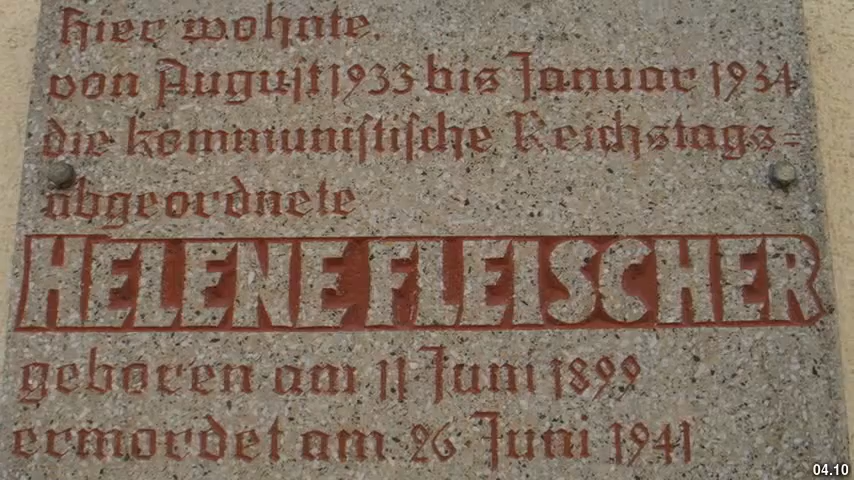 hier wohnte
von August 1933 bis Januar 1934
die kommunistische Reichstags=
abgeordnete
HELENE FLEISCHER
geboren am 11 Juni 1899
ermordet am 26 Juni 1941
04.10